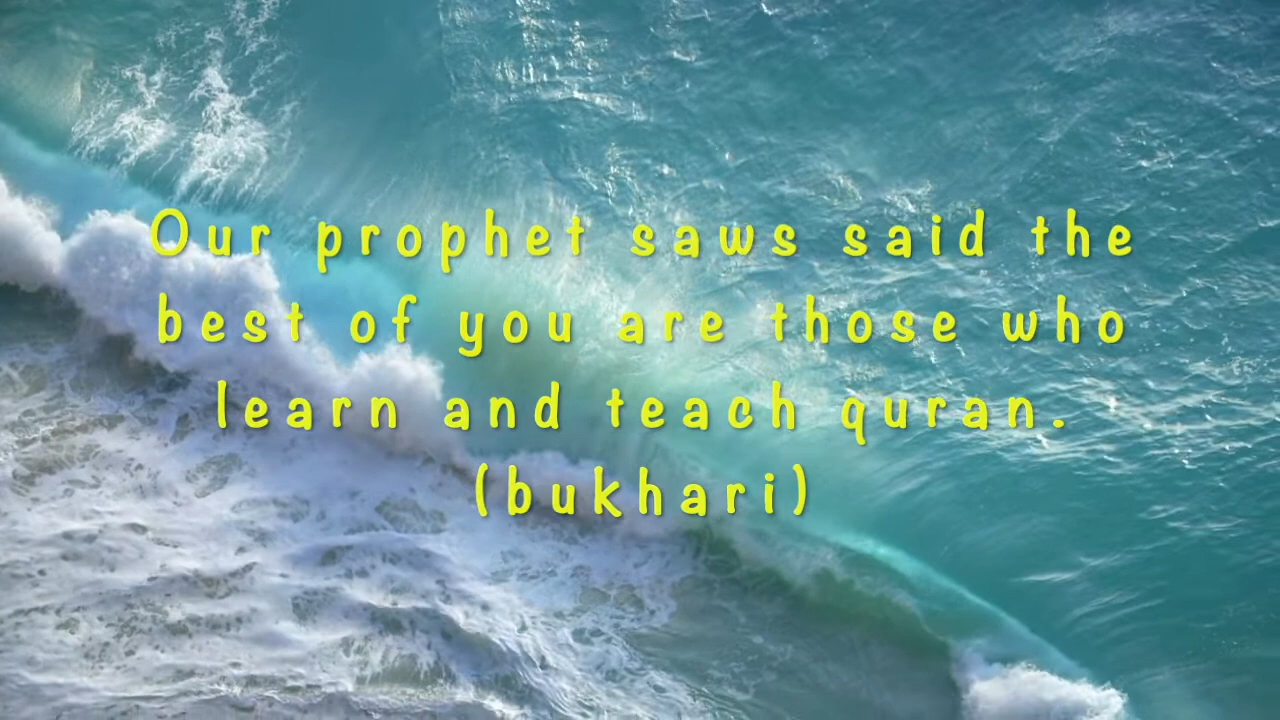 Our prophet saws said the
best of you are those who
learn and teach quran.
(bukhari)